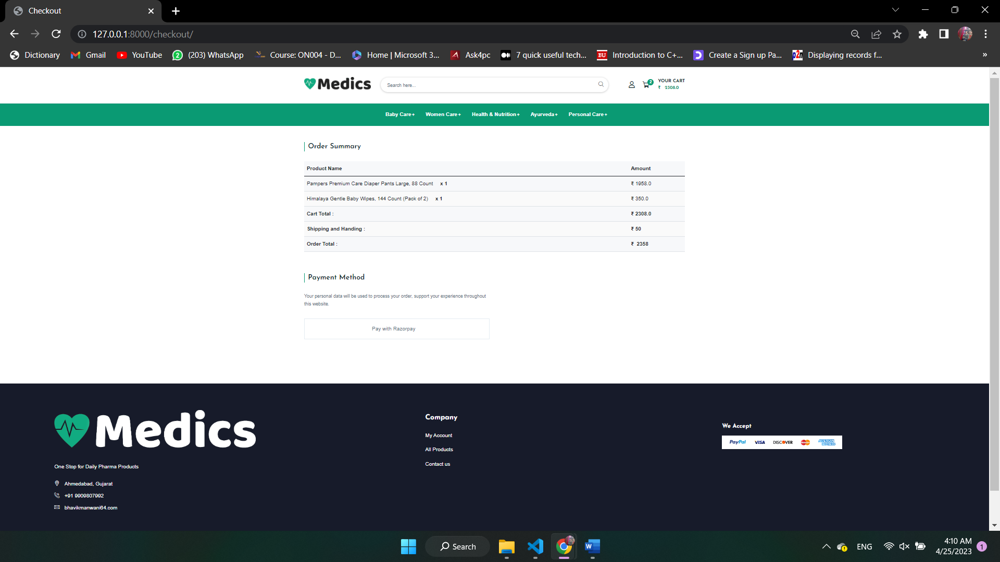 Checkout
127.0.0.1:8000/checkout/
Dictionary Gmail YouTube 2 (203) WhatsApp Course: ON004 - D... Home | Microsoft 3... Ask4pc 7 quick useful tech... BU Introduction to C+... Create a Sign up Pa... p2n Displaying records f... »
Medics Search here... 2 YOUR CART
₹ 2308.0
Baby Care+ Women Care+ Health & Nutrition+ Ayurveda+ Personal Care+
Order Summary
Product Name Amount
Pampers Premium Care Diaper Pants Large, 88 Count x 1 ₹ 1958.0
Himalaya Gentle Baby Wipes, 144 Count (Pack of 2) x 1 ₹ 350.0
Cart Total : ₹ 2308.0
Shipping and Handing : ₹ 50
Order Total : ₹ 2358
Payment Method
Your personal data will be used to process your order, support your experience throughout
this website.
Pay with Razorpay
Medics
One Stop for Daily Pharma Products
Ahmedabad, Gujarat
+91 9909807992
bhavikmanwani64.com
Company
My Account
All Products
Contact us
We Accept
PayPal VISA DISCOVER MasterCard AMERICAN EXPRESS
Search W ENG 4:10 AM
4/25/2023 1